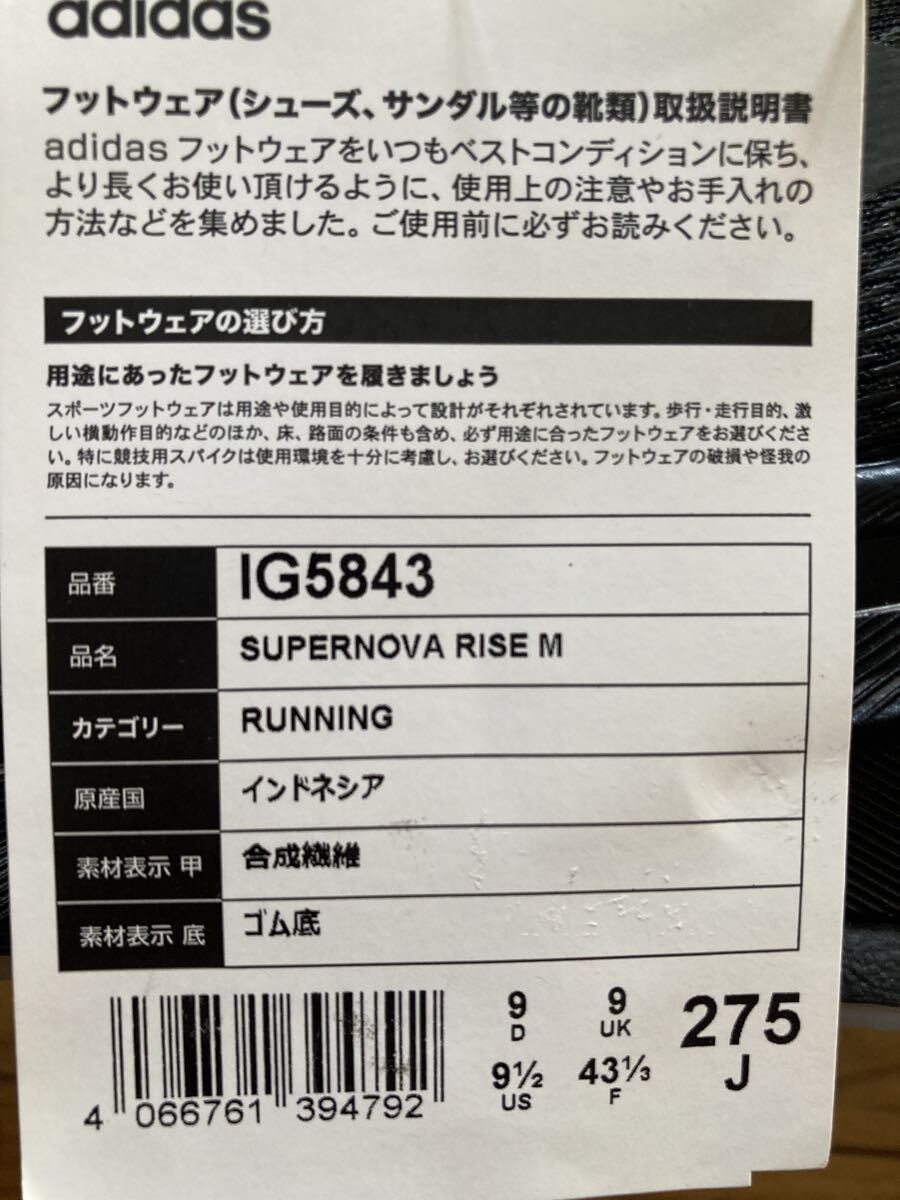 adidas
フットウェア(シューズ、サンダル等の靴類)取扱説明書
adidas フットウェアをいつもベストコンディションに保ち、
より長くお使い頂けるように、使用上の注意やお手入れの
方法などを集めました。ご使用前に必ずお読みください。
フットウェアの選び方
用途にあったフットウェアを履きましょう
スポーツフットウェアは用途や使用目的によって設計がそれぞれされています。歩行・走行目的、激
しい横動作目的などのほか、床、路面の条件も含め、必ず用途に合ったフットウェアをお選びくださ
い。特に競技用スパイクは使用環境を十分に考慮し、お選びください。フットウェアの破損や怪我の
原因になります。
品番 IG5843
品名 SUPERNOVA RISE M
カテゴリー RUNNING
原産国 インドネシア
素材表示 甲 合成繊維
素材表示 底 ゴム底
9 9 275
D UK J
9½ 43⅓
US F
4 066761 394792